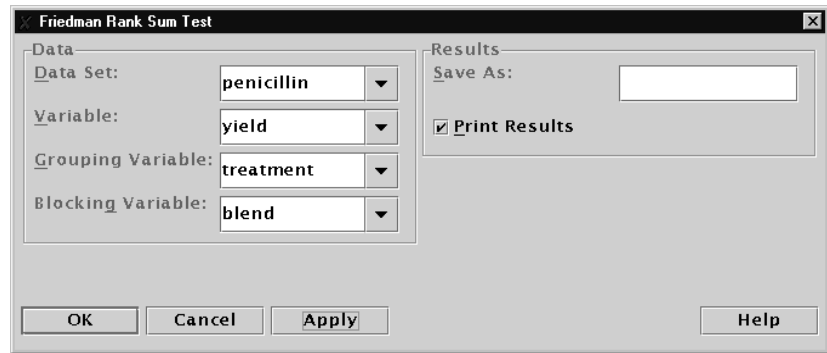 Friedman Rank Sum Test
Data
Data Set:
penicillin
Variable:
yield
Grouping Variable:
treatment
Blocking Variable:
blend
Results
Save As:
Print Results
OK
Cancel
Apply
Help